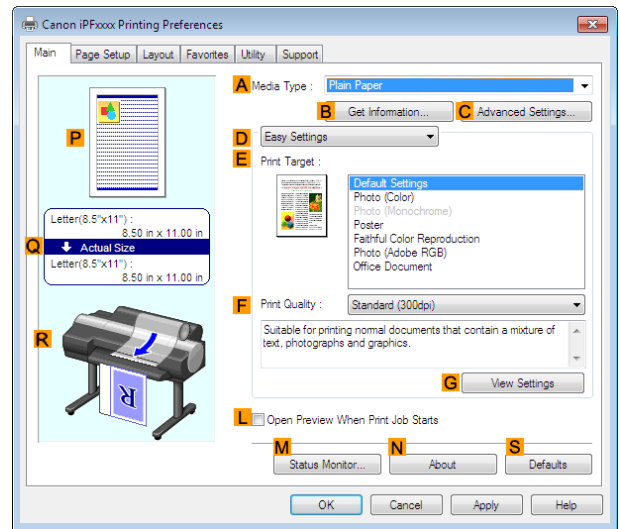 Canon iPFxxxx Printing Preferences
Main Page Setup Layout Favorites Utility Support
A Media Type : Plain Paper
B Get Information... C Advanced Settings...
D Easy Settings
E Print Target :
Default Settings
Photo (Color)
Photo (Monochrome)
Poster
Faithful Color Reproduction
Photo (Adobe RGB)
Office Document
F Print Quality : Standard (300dpi)
Suitable for printing normal documents that contain a mixture of
text, photographs and graphics.
G View Settings
L Open Preview When Print Job Starts
M Status Monitor... N About S Defaults
P
Letter(8.5"x11") :
8.50 in x 11.00 in
Q Actual Size
Letter(8.5"x11") :
8.50 in x 11.00 in
R
R
OK Cancel Apply Help